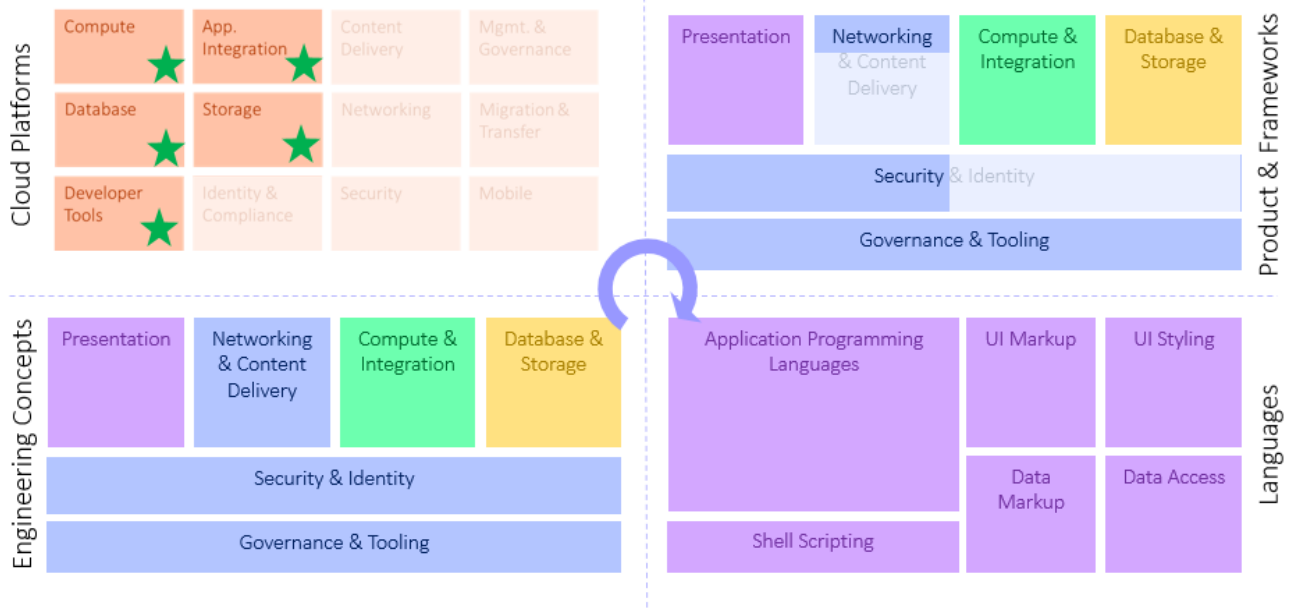 Cloud Platforms
Compute
App.
Integration
Content
Delivery
Mgmt. &
Governance
Database
Storage
Networking
Migration &
Transfer
Developer
Tools
Identity &
Compliance
Security
Mobile
Product & Frameworks
Presentation
Networking
& Content
Delivery
Compute &
Integration
Database &
Storage
Security & Identity
Governance & Tooling
Engineering Concepts
Presentation
Networking
& Content
Delivery
Compute &
Integration
Database &
Storage
Security & Identity
Governance & Tooling
Languages
Application Programming
Languages
UI Markup
UI Styling
Data
Markup
Data Access
Shell Scripting